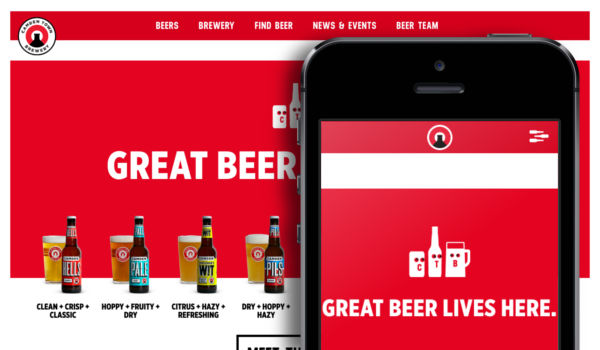 BEERS BREWERY FIND BEER NEWS & EVENTS BEER TEAM
CAMDEN TOWN
BREWERY
C T
GREAT BEER
HELLS
PALE
WIT
PILS
CLEAN + CRISP +
CLASSIC
HOPPY + FRUITY +
DRY
CITRUS + HAZY +
REFRESHING
DRY + HOPPY +
HAZY
MEET TH
C T B
GREAT BEER LIVES HERE.